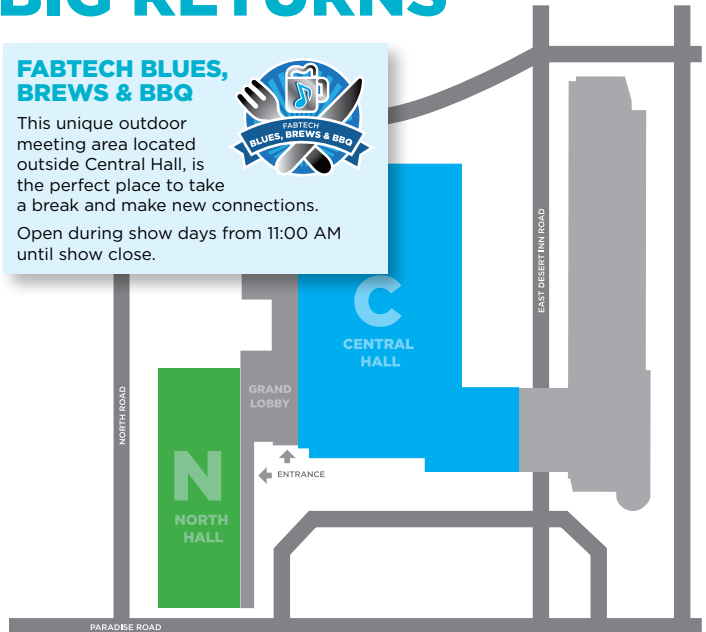 BIG RETURNS
FABTECH BLUES,
BREWS & BBQ
FABTECH
BLUES, BREWS & BBQ
This unique outdoor
meeting area located
outside Central Hall, is
the perfect place to take
a break and make new connections.
Open during show days from 11:00 AM
until show close.
EAST DESERT INN ROAD
C
CENTRAL
HALL
NORTH ROAD
GRAND
LOBBY
ENTRANCE
N
NORTH
HALL
PARADISE ROAD